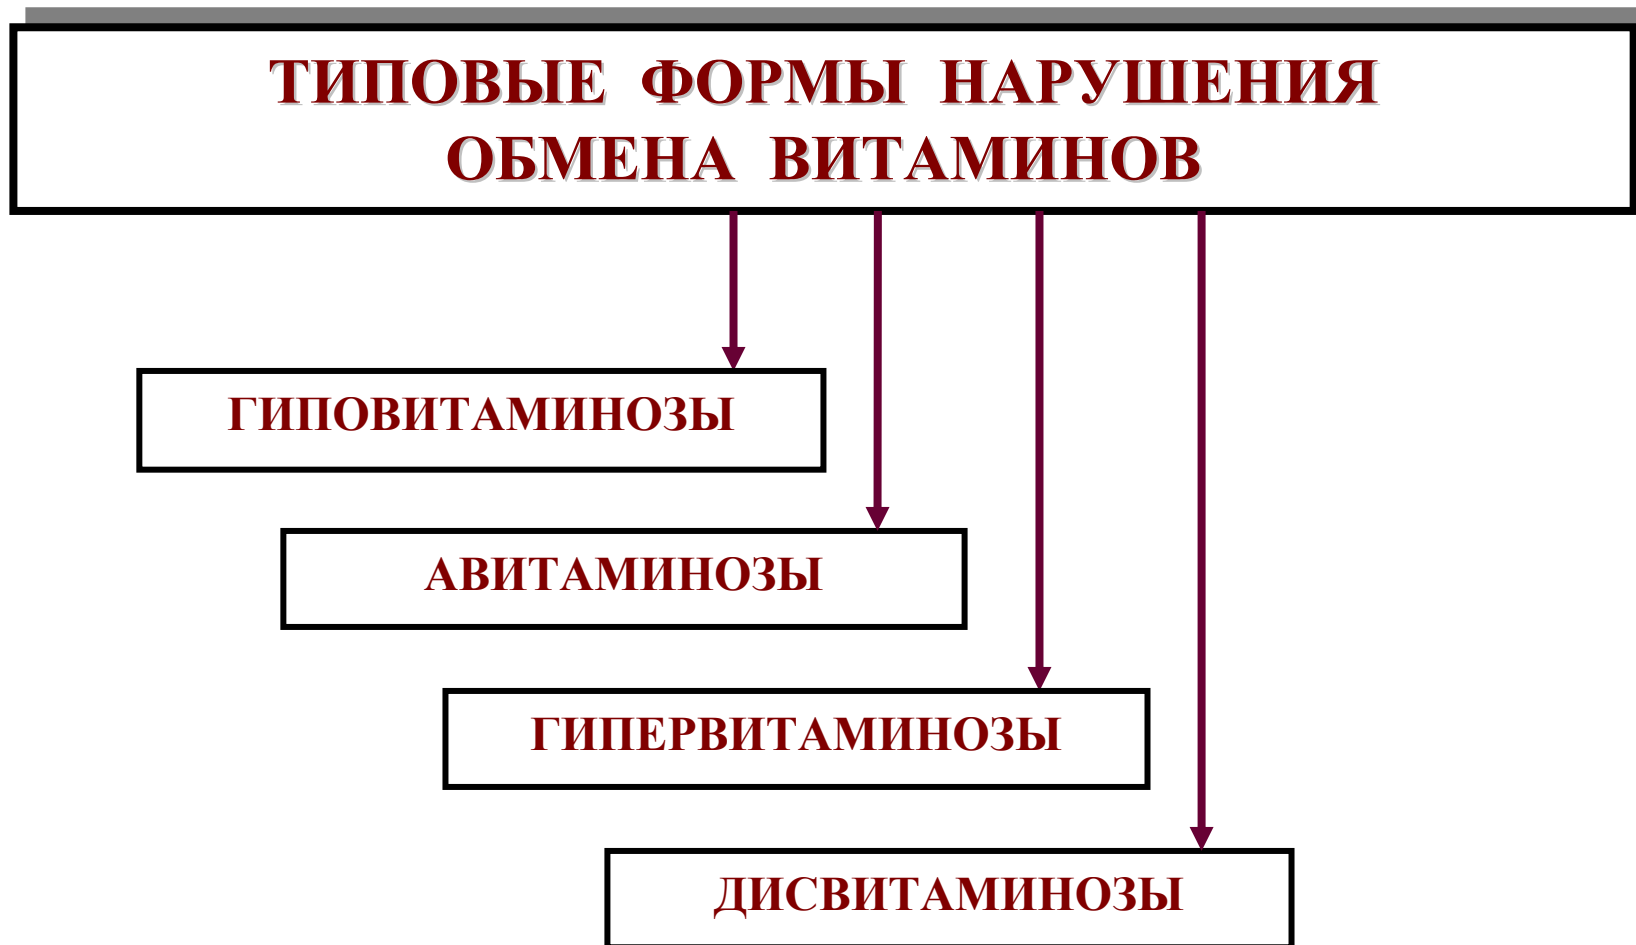 ТИПОВЫЕ ФОРМЫ НАРУШЕНИЯ
ОБМЕНА ВИТАМИНОВ
ГИПОВИТАМИНОЗЫ
АВИТАМИНОЗЫ
ГИПЕРВИТАМИНОЗЫ
ДИСВИТАМИНОЗЫ